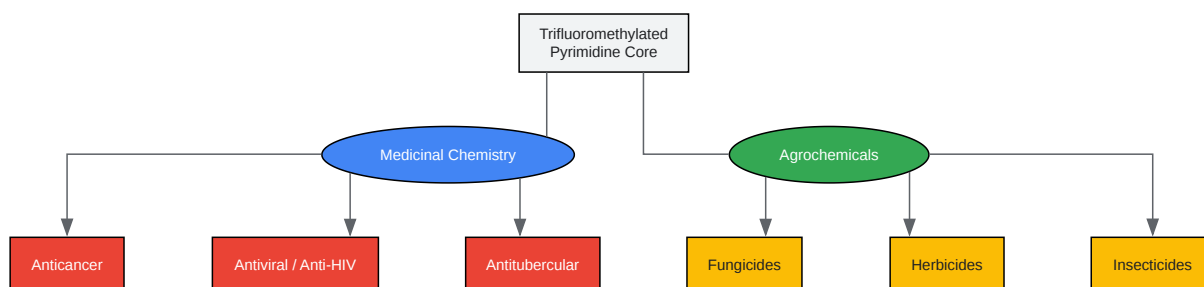 Trifluoromethylated
Pyrimidine Core
Medicinal Chemistry
Agrochemicals
Anticancer
Antiviral / Anti-HIV
Antitubercular
Fungicides
Herbicides
Insecticides